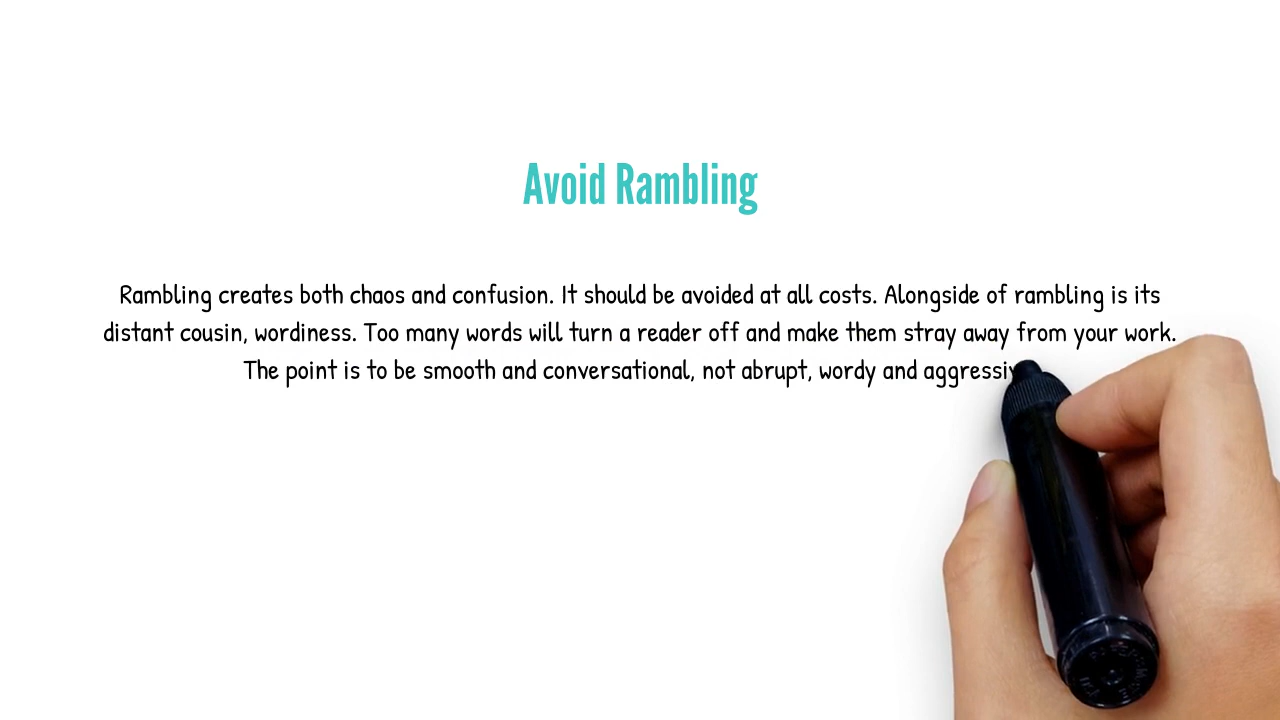 Avoid Rambling
Rambling creates both chaos and confusion. It should be avoided at all costs. Alongside of rambling is its
distant cousin, wordiness. Too many words will turn a reader off and make them stray away from your work.
The point is to be smooth and conversational, not abrupt, wordy and aggressiv